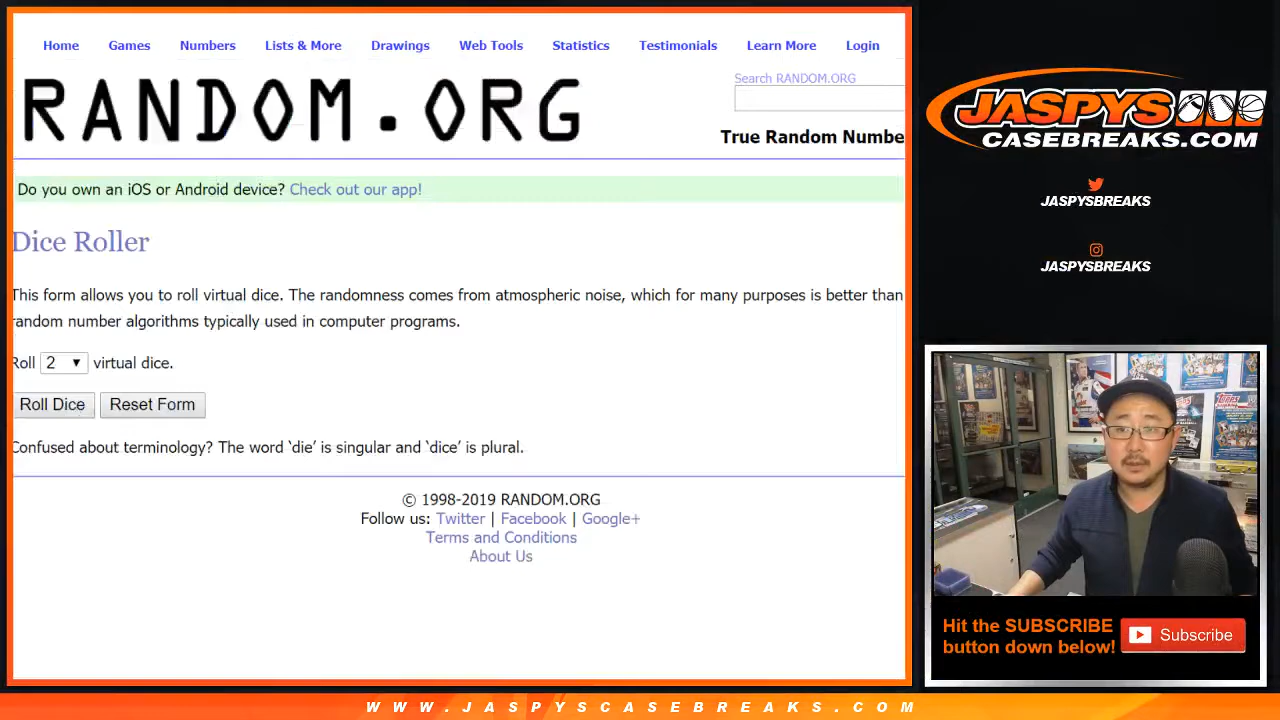 Home Games Numbers Lists & More Drawings Web Tools Statistics Testimonials Learn More Login
RANDOM.ORG
Search RANDOM.ORG
True Random Numbe
Do you own an iOS or Android device? Check out our app!
Dice Roller
This form allows you to roll virtual dice. The randomness comes from atmospheric noise, which for many purposes is better than
random number algorithms typically used in computer programs.
Roll 2 virtual dice.
Roll Dice Reset Form
Confused about terminology? The word ‘die’ is singular and ‘dice’ is plural.
© 1998-2019 RANDOM.ORG
Follow us: Twitter | Facebook | Google+
Terms and Conditions
About Us
JASPYS
CASEBREAKS.COM
JASPYSBREAKS
JASPYSBREAKS
Hit the SUBSCRIBE
button down below!
Subscribe
WWW.JASPYSCASEBREAKS.COM